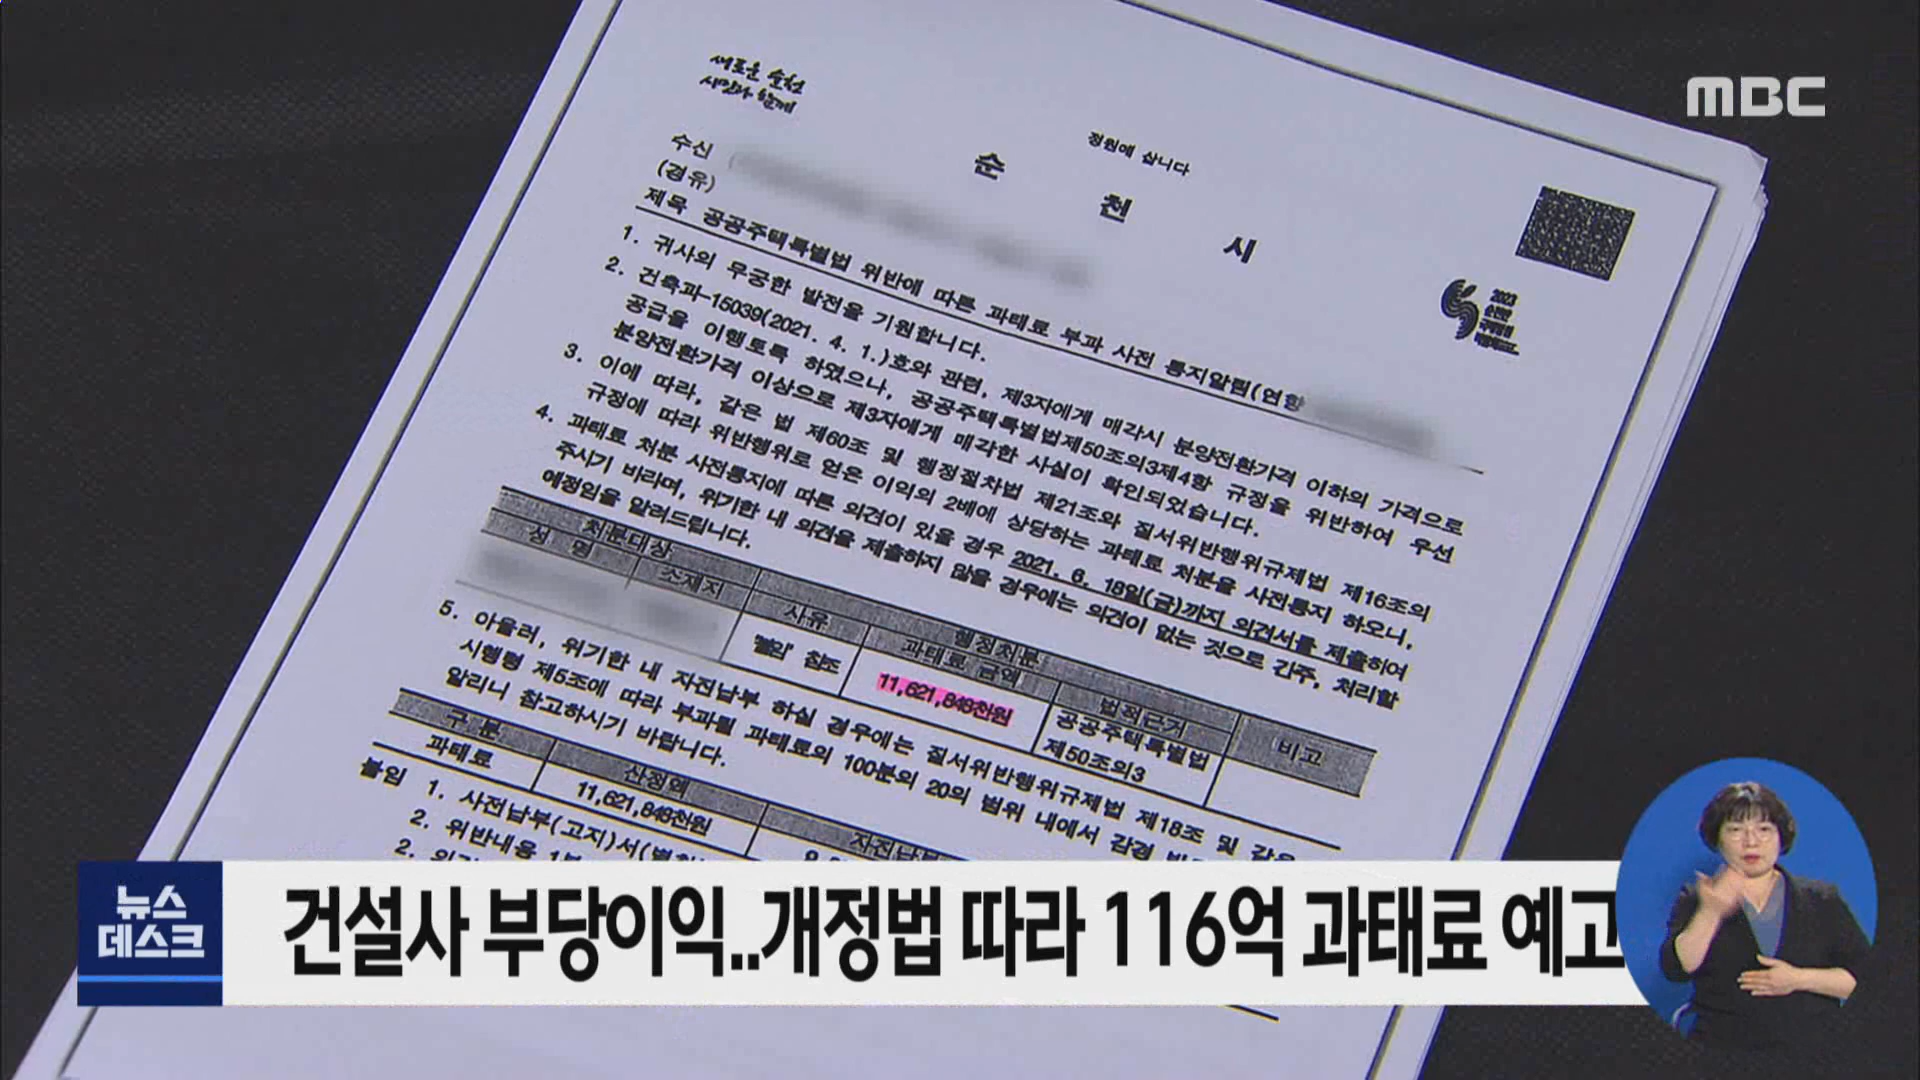 MBC
새로운 순천
시민과 함께
정원에 삽니다
순 천 시
수신
(경유)
제목 공공주택특별법 위반에 따른 과태료 부과 사전 통지알림(연향
2023
순천만
1. 귀사의 무궁한 발전을 기원합니다.
2. 건축과-15039(2021. 4. 1.)호와 관련, 제3자에게 매각시 분양전환가격 이하의 가격으로
공급을 이행토록 하였으나, 공공주택특별법제50조의3제4항 규정을 위반하여 우선
분양전환가격 이상으로 제3자에게 매각한 사실이 확인되었습니다.
3. 이에 따라, 같은 법 제60조 및 행정절차법 제21조와 질서위반행위규제법 제16조의
규정에 따라 위반행위로 얻은 이익의 2배에 상당하는 과태료 처분을 사전통지 하오니,
4. 과태료 처분 사전통지에 따른 의견이 있을 경우 2021. 6. 18일(금)까지 의견서를 제출하여
주시기 바라며, 위기한 내 의견을 제출하지 않을 경우에는 의견이 없는 것으로 간주, 처리할
예정임을 알려드립니다.
처분대상 행정처분
성 명 소재지 사유 과태료 금액 법적근거 비고
'별임' 참조 11,621,848천원 공공주택특별법
제50조의3
5. 아울러, 위기한 내 자진납부 하실 경우에는 질서위반행위규제법 제18조 및 같은
시행령 제5조에 따라 부과될 과태료의 100분의 20의 범위 내에서 감경
알리니 참고하시기 바랍니다.
구 분 산정액 자진납부
과태료 11,621,848천원
붙임 1. 사전납부(고지)서
2. 위반내용 1부
2.
뉴스
데스크
건설사 부당이익..개정법 따라 116억 과태료 예고